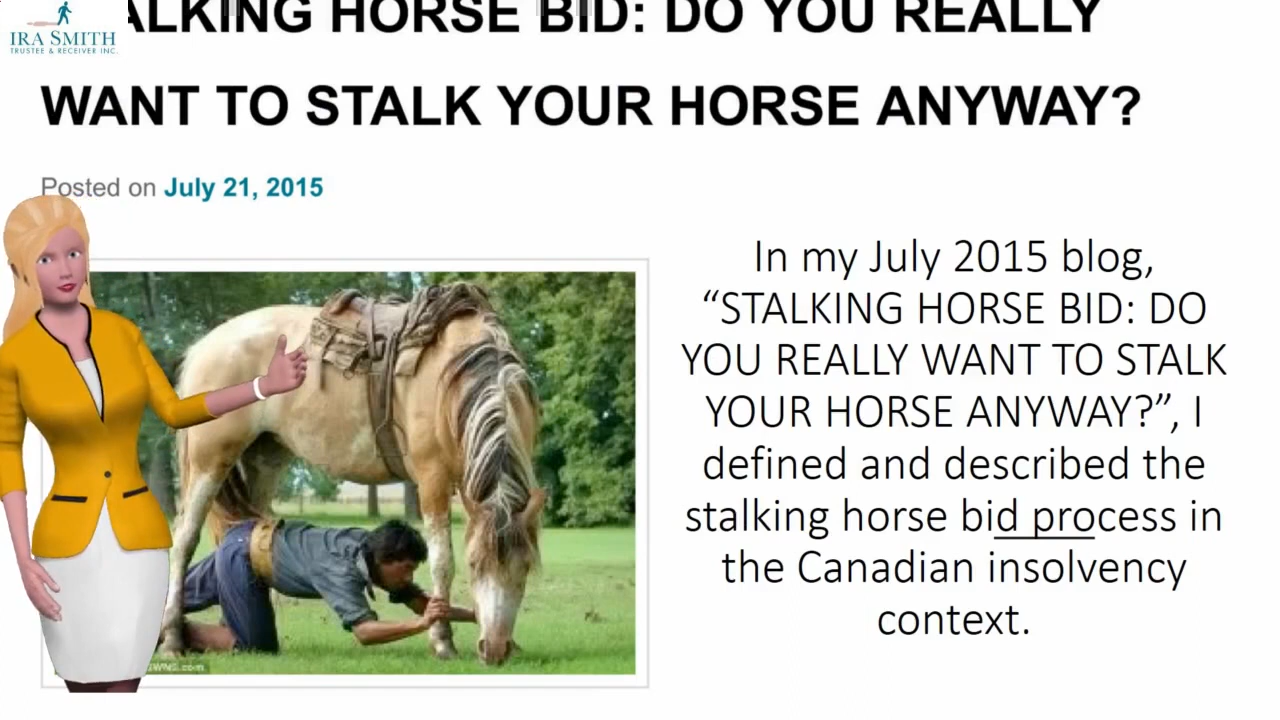 IRA SMITH
TRUSTEE & RECEIVER INC.
ALKING HORSE BID: DO YOU REALLY
WANT TO STALK YOUR HORSE ANYWAY?
Posted on July 21, 2015
In my July 2015 blog,
“STALKING HORSE BID: DO
YOU REALLY WANT TO STALK
YOUR HORSE ANYWAY?”, I
defined and described the
stalking horse bid process in
the Canadian insolvency
context.
WNS.com